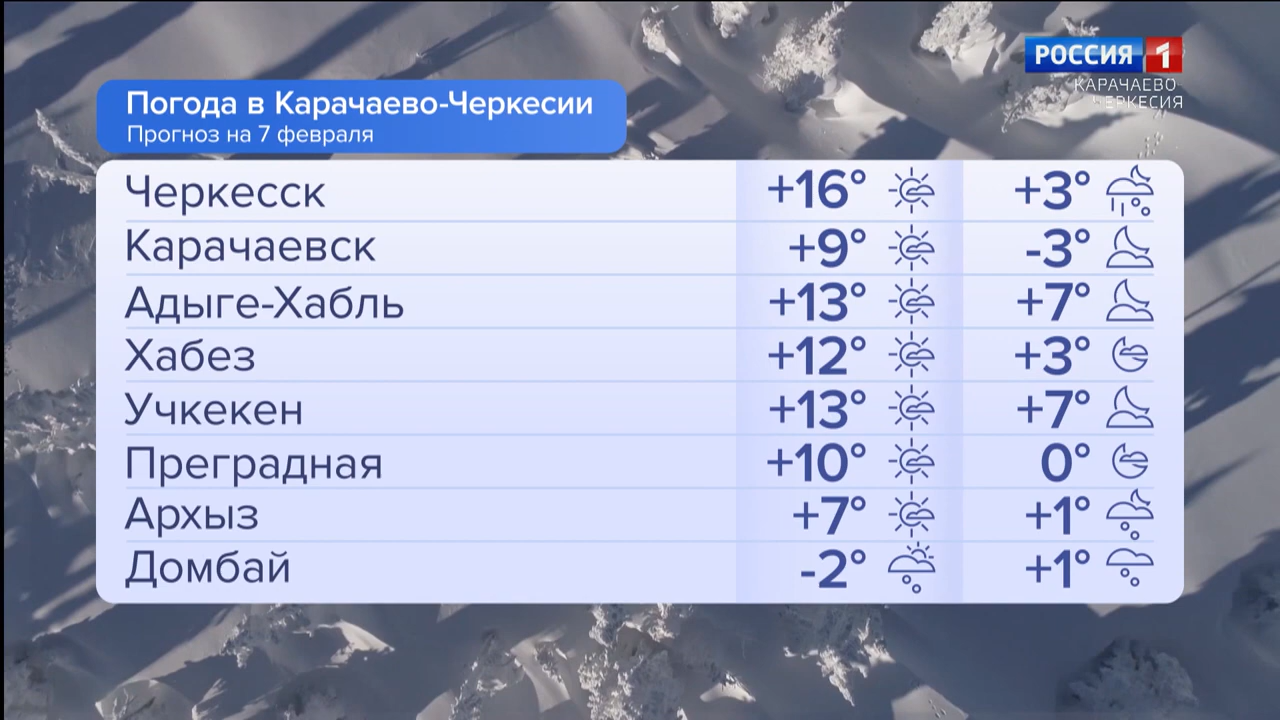 РОССИЯ 1
КАРАЧАЕВО-
ЧЕРКЕСИЯ
Погода в Карачаево-Черкесии
Прогноз на 7 февраля
Черкесск +16° +3°
Карачаевск +9° -3°
Адыге-Хабль +13° +7°
Хабез +12° +3°
Учкекен +13° +7°
Преградная +10° 0°
Архыз +7° +1°
Домбай -2° +1°